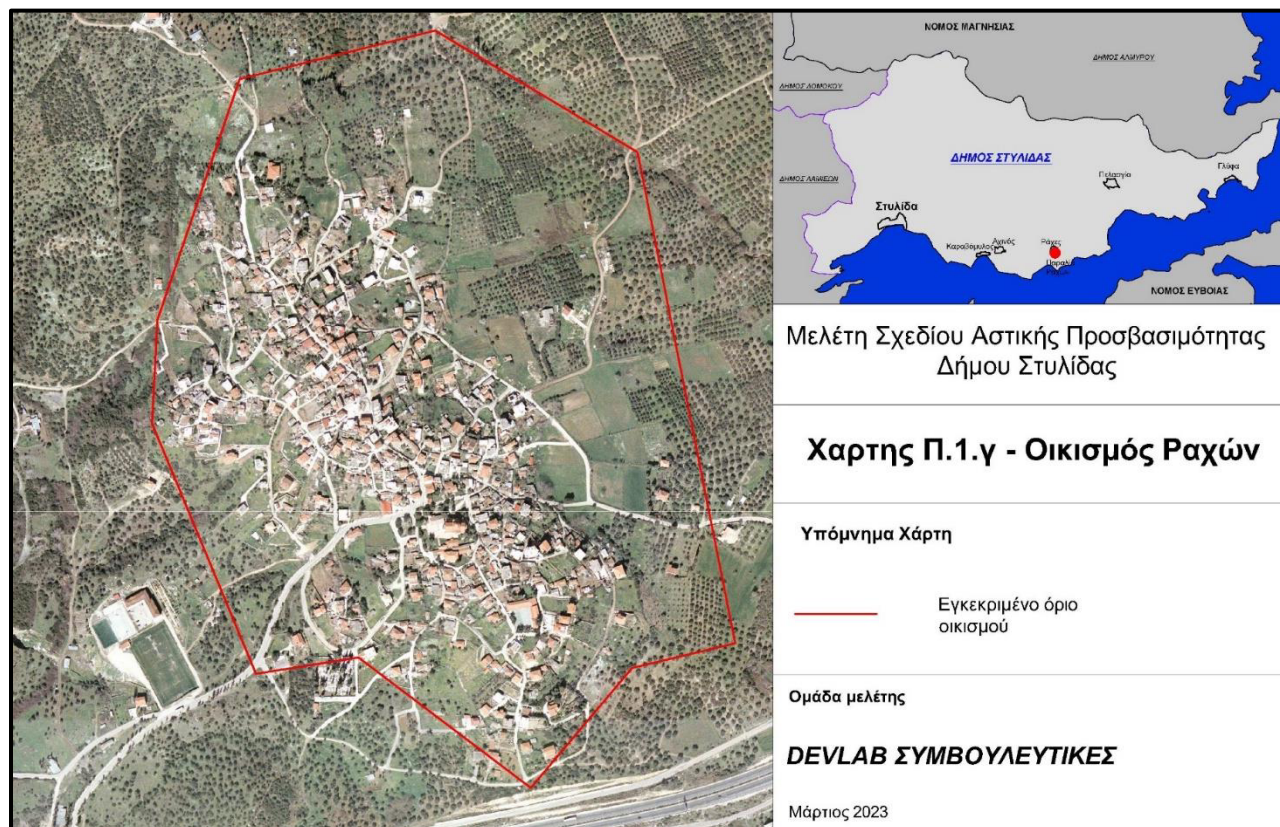 ΝΟΜΟΣ ΜΑΓΝΗΣΙΑΣ
ΔΗΜΟΣ ΑΛΜΥΡΟΥ
ΔΗΜΟΣ ΔΟΜΟΚΟΥ
ΔΗΜΟΣ ΣΤΥΛΙΔΑΣ
ΔΗΜΟΣ ΛΑΜΙΕΩΝ
Πελασγία
Γλύφα
Στυλίδα
Καραβόμυλος
Αχινός
Ράχες
ΝΟΜΟΣ ΕΥΒΟΙΑΣ
Μελέτη Σχεδίου Αστικής Προσβασιμότητας
Δήμου Στυλίδας
Χαρτης Π.1.γ - Οικισμός Ραχών
Υπόμνημα Χάρτη
Εγκεκριμένο όριο
οικισμού
Ομάδα μελέτης
DEVLAB ΣΥΜΒΟΥΛΕΥΤΙΚΕΣ
Μάρτιος 2023